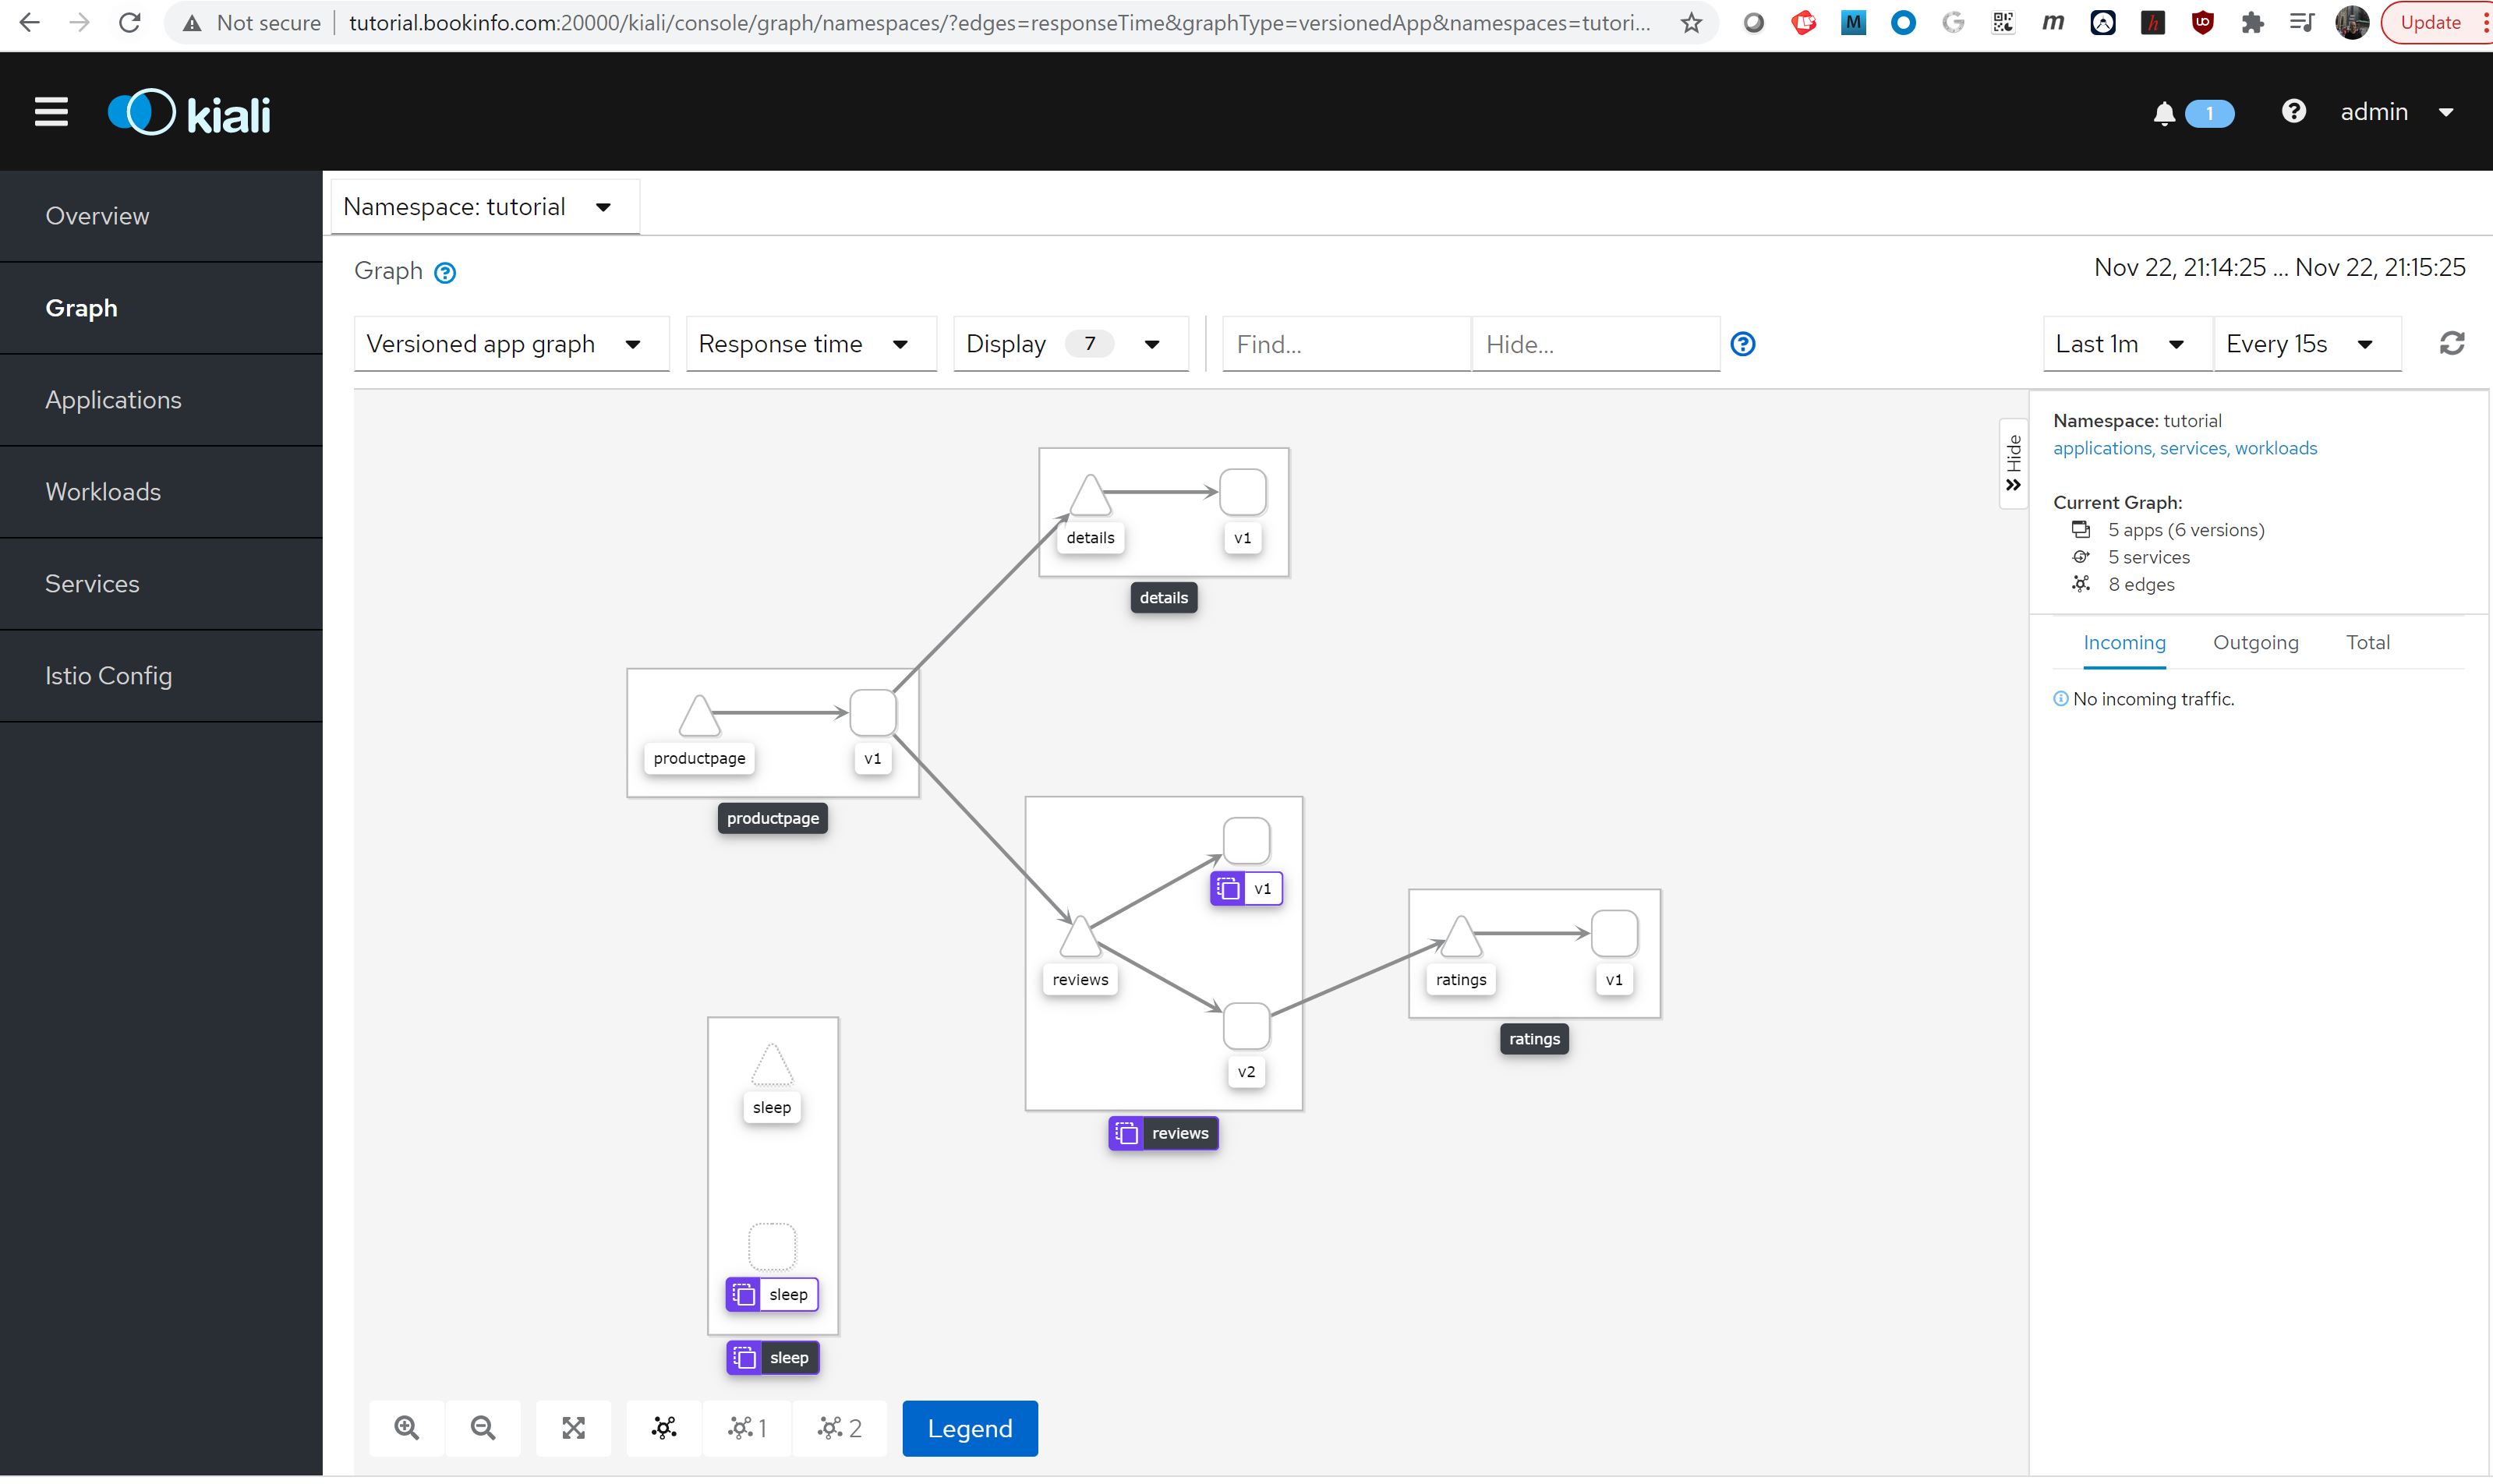 Not secure tutorial.bookinfo.com:20000/kiali/console/graph/namespaces/?edges=responseTime&graphType=versionedApp&namespaces=tutori...
Update
kiali
1
admin
Overview
Graph
Applications
Workloads
Services
Istio Config
Namespace: tutorial
Graph
Nov 22, 21:14:25 ... Nov 22, 21:15:25
Versioned app graph
Response time
Display 7
Find...
Hide...
Last 1m
Every 15s
details
v1
details
productpage
v1
productpage
v1
reviews
v2
reviews
ratings
v1
ratings
sleep
sleep
sleep
1
2
Legend
Hide
Namespace: tutorial
applications, services, workloads
Current Graph:
5 apps (6 versions)
5 services
8 edges
Incoming
Outgoing
Total
No incoming traffic.